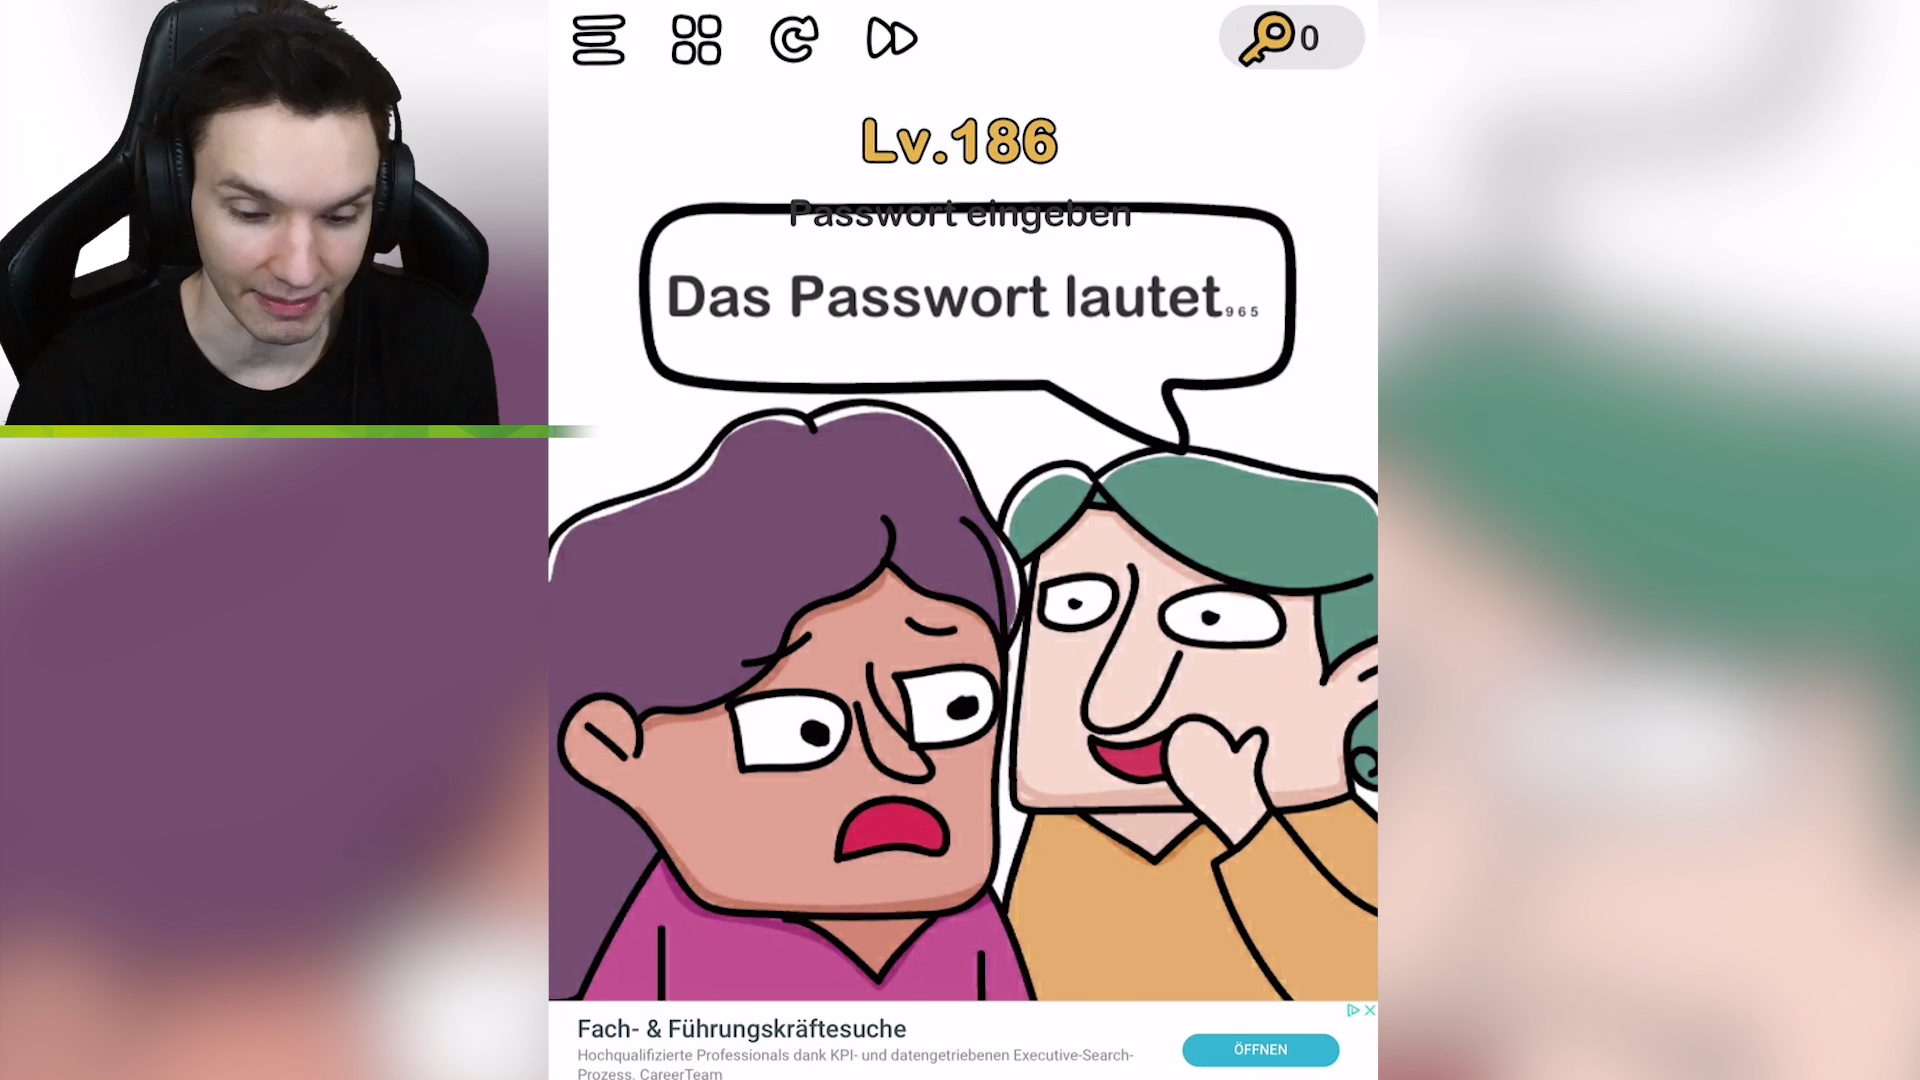 0
Lv.186
Passwort eingeben
Das Passwort lautet.965
Fach- & Führungskräftesuche
Hochqualifizierte Professionals dank KPI- und datengetriebenen Executive-Search-
Prozess. CareerTeam
ÖFFNEN